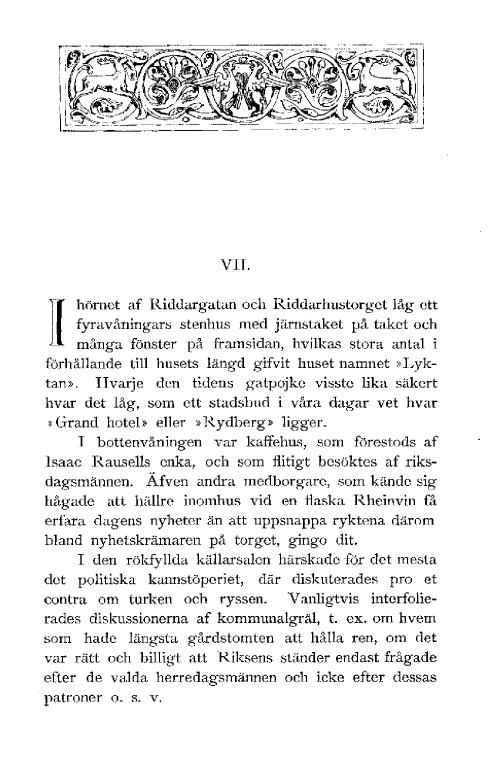 VII.
I hörnet af Riddargatan och Riddarhustorget låg ett
fyravåningars stenhus med järnstaket på taket och
många fönster på framsidan, hvilkas stora antal i
förhållande till husets längd gifvit huset namnet »Lyk-
tan». Hvarje den tidens gatpojke visste lika säkert
hvar det låg, som ett stadsbud i våra dagar vet hvar
»Grand hotel» eller »Rydberg» ligger.
I bottenvåningen var kaffehus, som förestods af
Isaac Rausells enka, och som flitigt besöktes af riks-
dagsmännen. Äfven andra medborgare, som kände sig
hågade att hällre inomhus vid en flaska Rheinvin få
erfara dagens nyheter än att uppsnappa ryktena därom
bland nyhetskrämaren på torget, gingo dit.
I den rökfyllda källarsalen härskade för det mesta
det politiska kannstöperiet, där diskuterades pro et
contra om turken och ryssen. Vanligtvis interfolie-
rades diskussionerna af kommunalgräl, t. ex. om hvem
som hade längsta gårdstomten att hålla ren, om det
var rätt och billigt att Riksens ständer endast frågade
efter de valda herredagsmännen och icke efter dessas
patroner o. s. v.